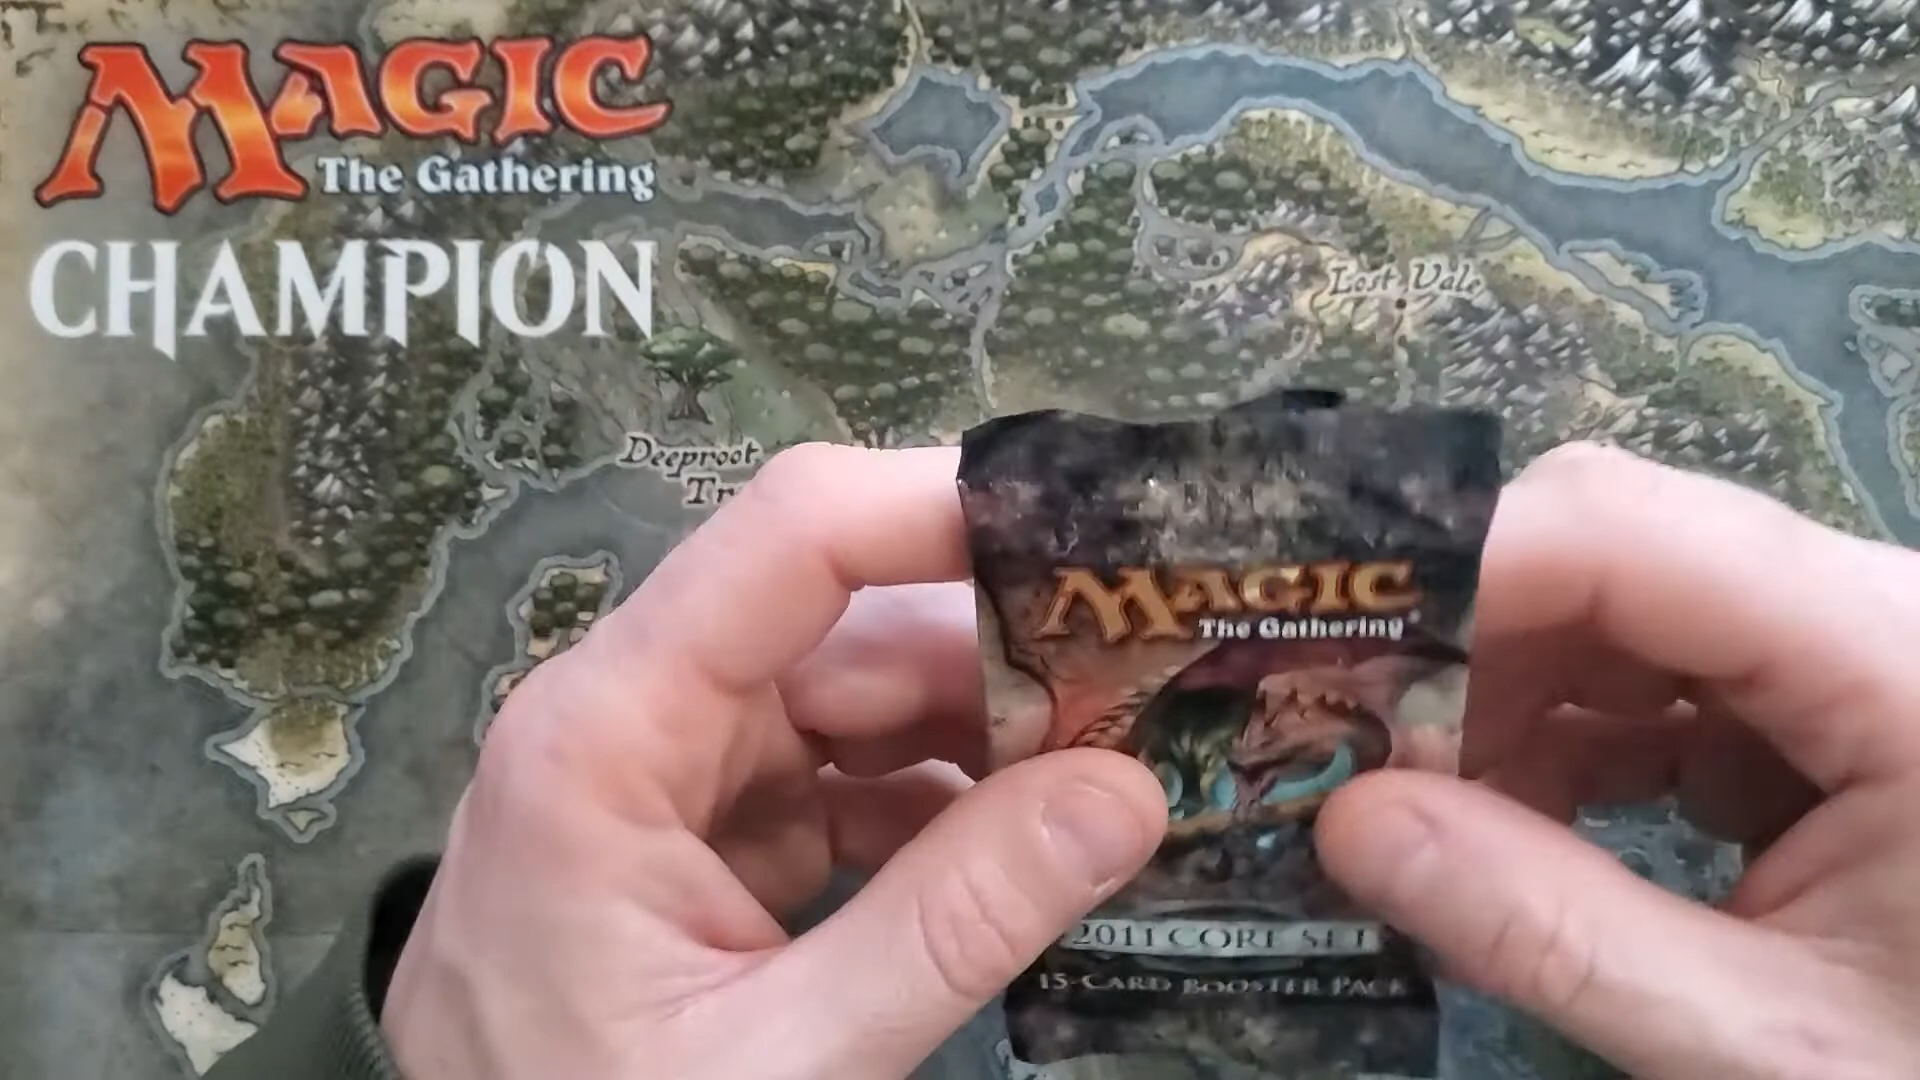 MAGIC
The Gathering
CHAMPION
Lost Vale
Deeproot
MAGIC
The Gathering
2011 CORE SET
15-CARD BOOSTER PACK